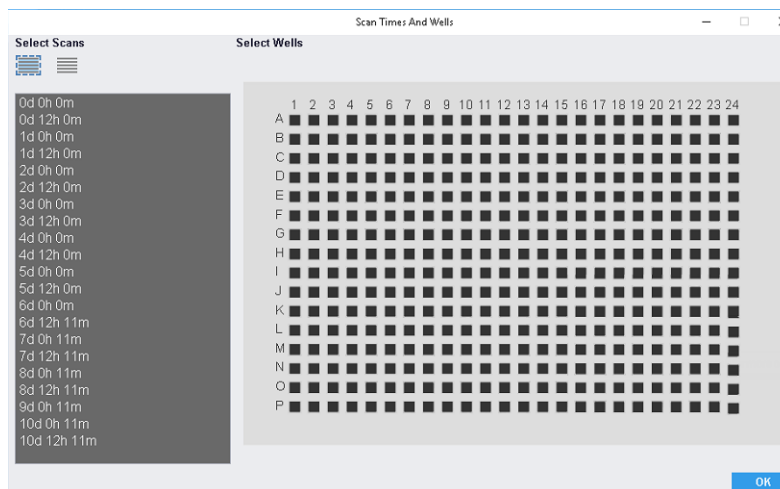 Scan Times And Wells
Select Scans
Select Wells
0d 0h 0m
0d 12h 0m
1d 0h 0m
1d 12h 0m
2d 0h 0m
2d 12h 0m
3d 0h 0m
3d 12h 0m
4d 0h 0m
4d 12h 0m
5d 0h 0m
5d 12h 0m
6d 0h 0m
6d 12h 11m
7d 0h 11m
7d 12h 11m
8d 0h 11m
8d 12h 11m
9d 0h 11m
10d 0h 11m
10d 12h 11m
1 2 3 4 5 6 7 8 9 10 11 12 13 14 15 16 17 18 19 20 21 22 23 24
A
B
C
D
E
F
G
H
I
J
K
L
M
N
O
P
OK